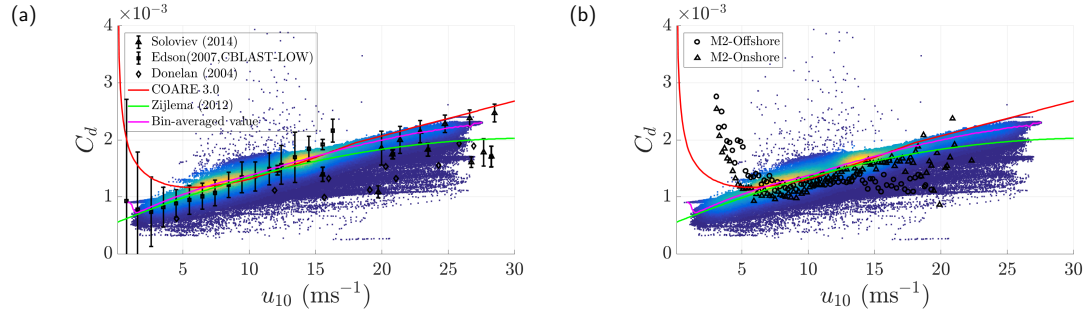 (a)
×10⁻³
4
3
2
1
0
C_d
Soloviev (2014)
Edson(2007,CBLAST-LOW)
Donelan (2004)
COARE 3.0
Zijlema (2012)
Bin-averaged value
5 10 15 20 25 30
u₁₀ (ms⁻¹)
(b)
×10⁻³
4
3
2
1
0
C_d
M2-Offshore
M2-Onshore
5 10 15 20 25 30
u₁₀ (ms⁻¹)